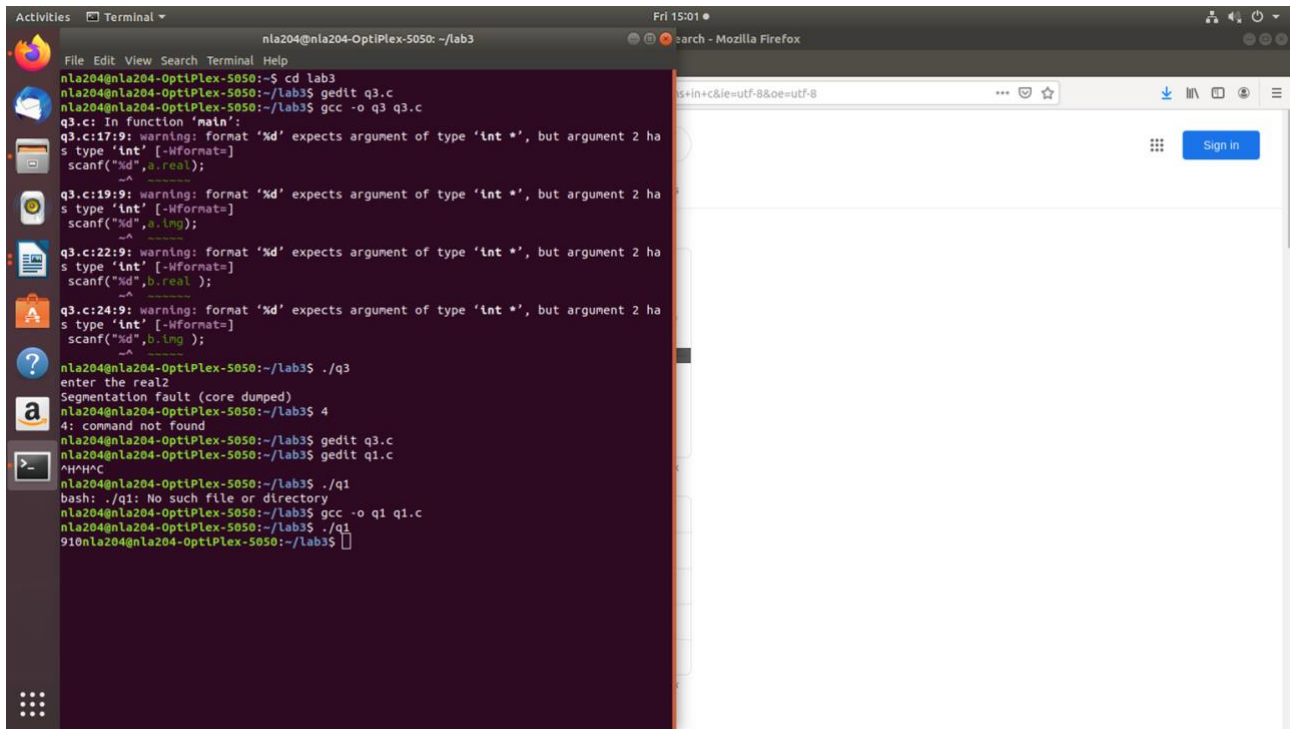 Activities Terminal Fri 15:01
nla204@nla204-OptiPlex-5050: ~/lab3
earch - Mozilla Firefox
File Edit View Search Terminal Help
nla204@nla204-OptiPlex-5050:~$ cd lab3
nla204@nla204-OptiPlex-5050:~/lab3$ gedit q3.c
nla204@nla204-OptiPlex-5050:~/lab3$ gcc -o q3 q3.c
q3.c: In function ‘main’:
q3.c:17:9: warning: format ‘%d’ expects argument of type ‘int *’, but argument 2 ha
s type ‘int’ [-Wformat=]
scanf("%d",a.real);
~^ ~~~~~~
q3.c:19:9: warning: format ‘%d’ expects argument of type ‘int *’, but argument 2 ha
s type ‘int’ [-Wformat=]
scanf("%d",a.img);
~^ ~~~~~
q3.c:22:9: warning: format ‘%d’ expects argument of type ‘int *’, but argument 2 ha
s type ‘int’ [-Wformat=]
scanf("%d",b.real );
~^ ~~~~~~
q3.c:24:9: warning: format ‘%d’ expects argument of type ‘int *’, but argument 2 ha
s type ‘int’ [-Wformat=]
scanf("%d",b.img );
~^ ~~~~~
nla204@nla204-OptiPlex-5050:~/lab3$ ./q3
enter the real2
Segmentation fault (core dumped)
nla204@nla204-OptiPlex-5050:~/lab3$ 4
4: command not found
nla204@nla204-OptiPlex-5050:~/lab3$ gedit q3.c
nla204@nla204-OptiPlex-5050:~/lab3$ gedit q1.c
^H^H^C
nla204@nla204-OptiPlex-5050:~/lab3$ ./q1
bash: ./q1: No such file or directory
nla204@nla204-OptiPlex-5050:~/lab3$ gcc -o q1 q1.c
nla204@nla204-OptiPlex-5050:~/lab3$ ./q1
910nla204@nla204-OptiPlex-5050:~/lab3$
s+in+c&ie=utf-8&oe=utf-8
Sign in